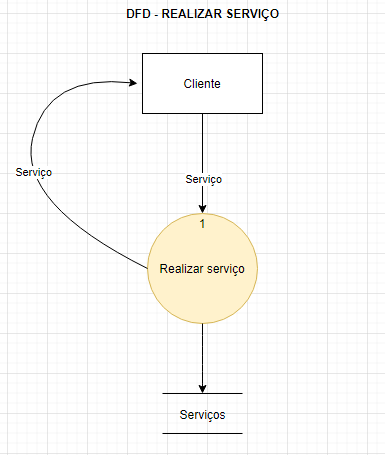 DFD - REALIZAR SERVIÇO
Cliente
Serviço
Serviço
1
Realizar serviço
Serviços